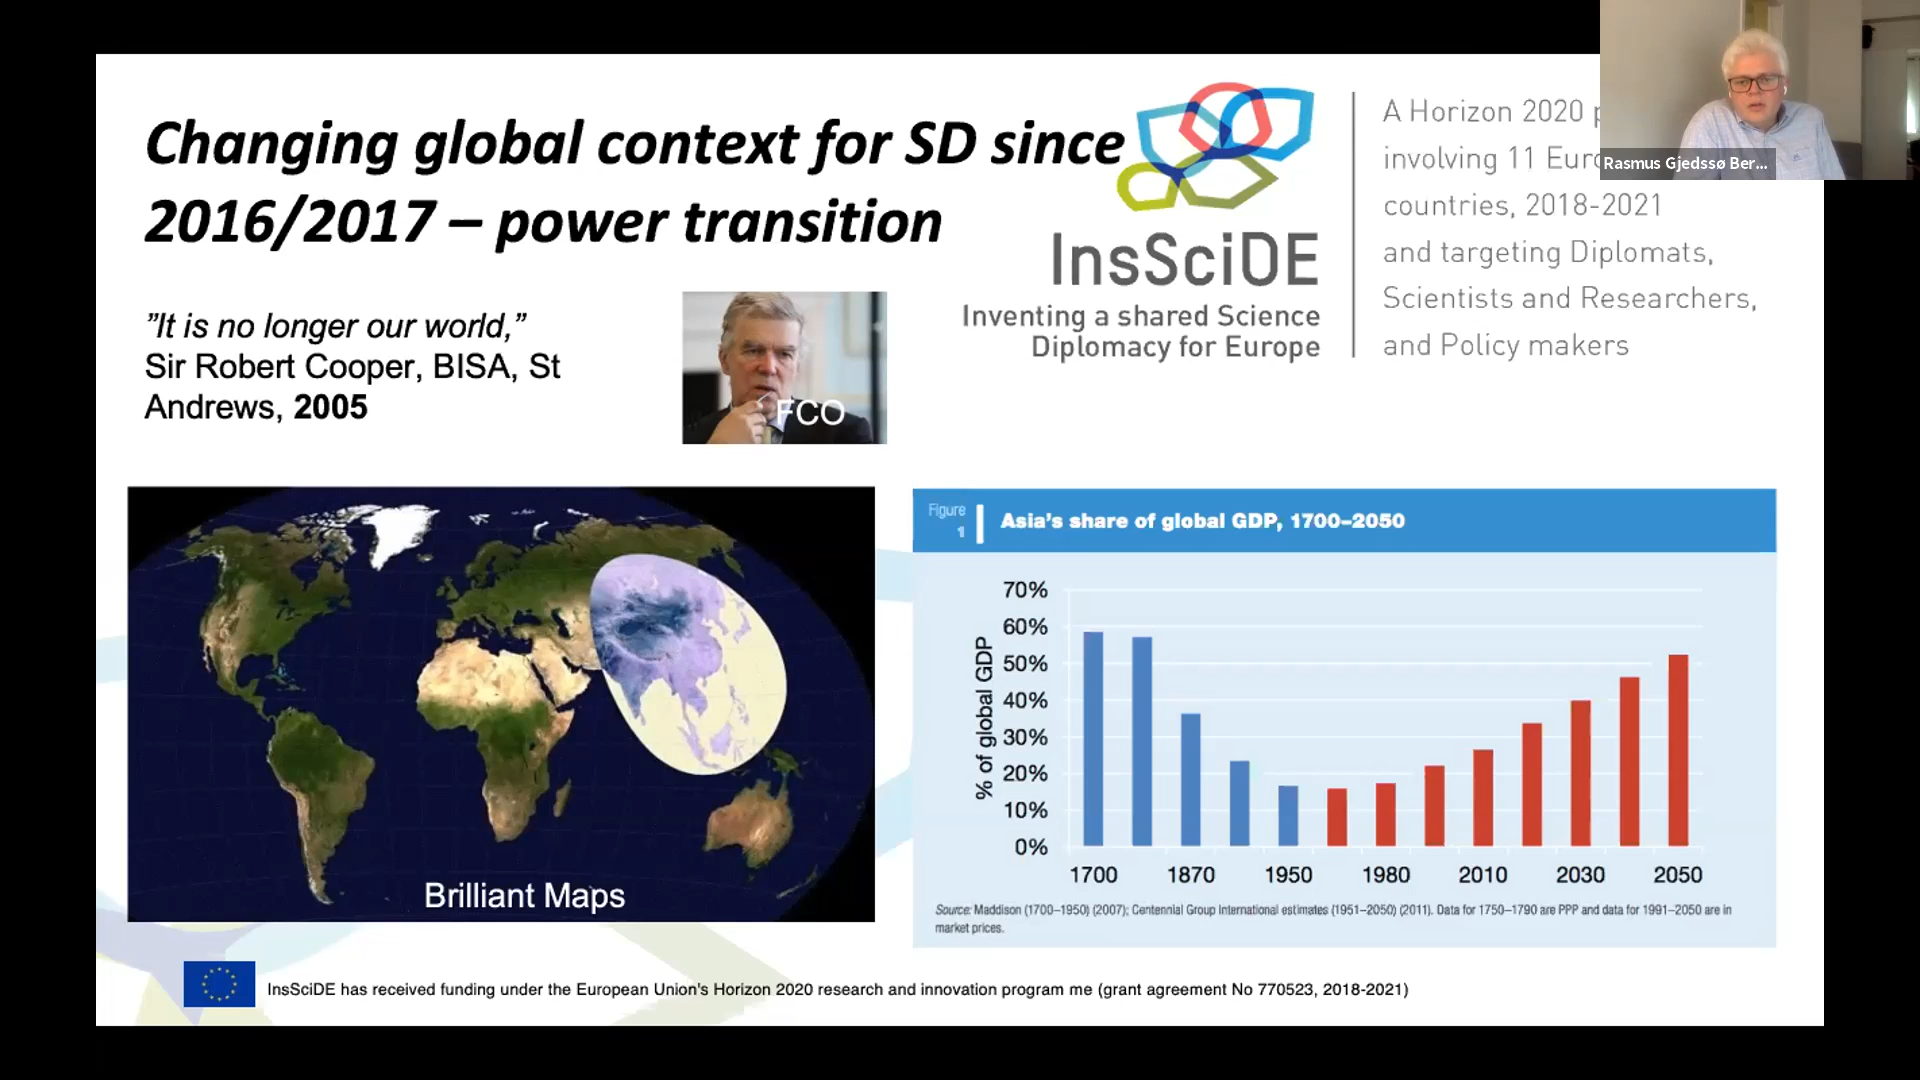 Changing global context for SD since
2016/2017 – power transition
”It is no longer our world,”
Sir Robert Cooper, BISA, St
Andrews, 2005
FCO
InsSciDE
Inventing a shared Science
Diplomacy for Europe
A Horizon 2020 p
involving 11 Euro
countries, 2018-2021
and targeting Diplomats,
Scientists and Researchers,
and Policy makers
Rasmus Gjedssø Ber...
Brilliant Maps
Figure
1
Asia’s share of global GDP, 1700–2050
% of global GDP
70%
60%
50%
40%
30%
20%
10%
0%
1700 1870 1950 1980 2010 2030 2050
Source: Maddison (1700–1950) (2007); Centennial Group International estimates (1951–2050) (2011). Data for 1750–1790 are PPP and data for 1991–2050 are in
market prices.
InsSciDE has received funding under the European Union's Horizon 2020 research and innovation program me (grant agreement No 770523, 2018-2021)